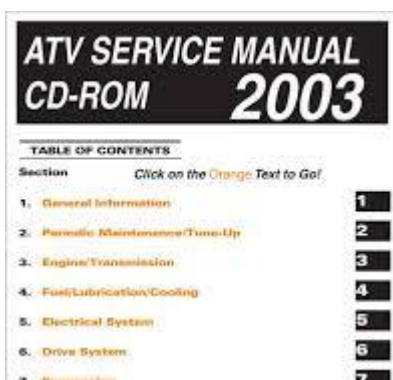 ATV SERVICE MANUAL
CD-ROM 2003
TABLE OF CONTENTS
Section Click on the Orange Text to Go!
1. General Information 1
2. Periodic Maintenance/Tune-Up 2
3. Engine/Transmission 3
4. Fuel/Lubrication/Cooling 4
5. Electrical System 5
6. Drive System 6
7. Suspension 7